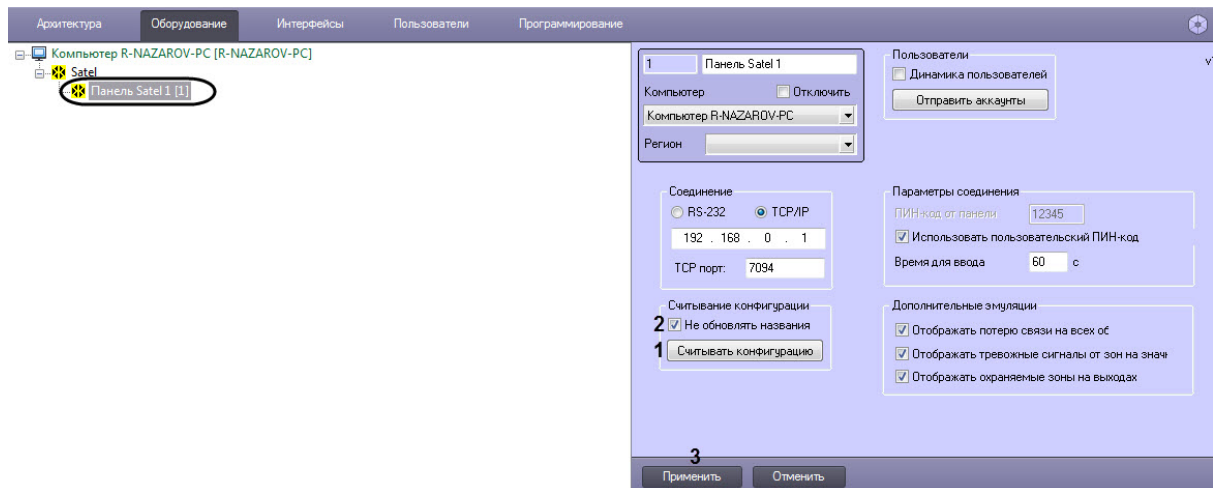 Архитектура Оборудование Интерфейсы Пользователи Программирование
Компьютер R-NAZAROV-PC [R-NAZAROV-PC]
Satel
Панель Satel 1 [1]
1 Панель Satel 1
Компьютер Отключить
Компьютер R-NAZAROV-PC
Регион
Пользователи
Динамика пользователей
Отправить аккаунты
Соединение
RS-232 TCP/IP
192 . 168 . 0 . 1
TCP порт: 7094
Параметры соединения
ПИН-код от панели 12345
Использовать пользовательский ПИН-код
Время для ввода 60 с
Считывание конфигурации
2 Не обновлять названия
1 Считывать конфигурацию
Дополнительные эмуляции
Отображать потерю связи на всех об
Отображать тревожные сигналы от зон на знач
Отображать охраняемые зоны на выходах
3
Применить Отменить